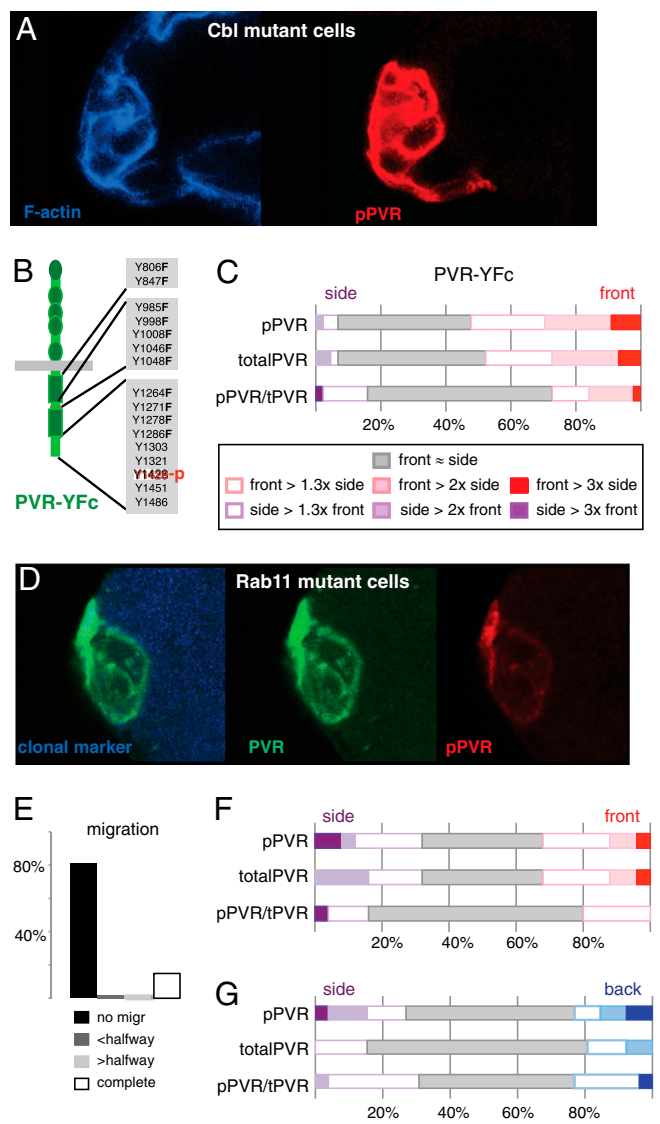 A
Cbl mutant cells
F-actin
pPVR
B
Y806F
Y847F
Y985F
Y998F
Y1008F
Y1046F
Y1048F
Y1264F
Y1271F
Y1278F
Y1286F
Y1303
Y1321
Y1451
Y1486
PVR-YFc
C
PVR-YFc
side
front
pPVR
totalPVR
pPVR/tPVR
20% 40% 60% 80%
front ≈ side
front > 1.3x side
front > 2x side
front > 3x side
side > 1.3x front
side > 2x front
side > 3x front
D
Rab11 mutant cells
clonal marker
PVR
pPVR
E
migration
80%
40%
no migr
<halfway
>halfway
complete
F
side
front
pPVR
totalPVR
pPVR/tPVR
20% 40% 60% 80%
G
side
back
pPVR
totalPVR
pPVR/tPVR
20% 40% 60% 80%